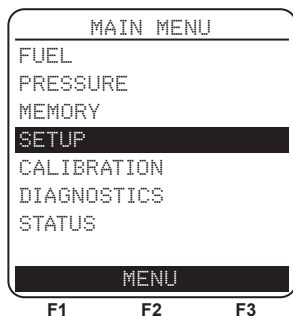 MAIN MENU
FUEL
PRESSURE
MEMORY
SETUP
CALIBRATION
DIAGNOSTICS
STATUS
MENU
F1 F2 F3